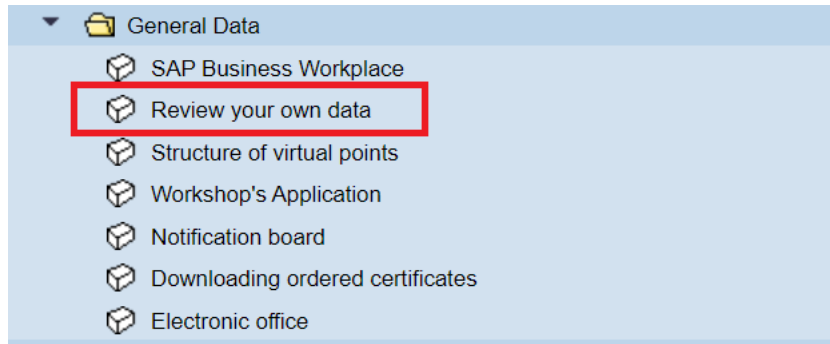 General Data
SAP Business Workplace
Review your own data
Structure of virtual points
Workshop's Application
Notification board
Downloading ordered certificates
Electronic office